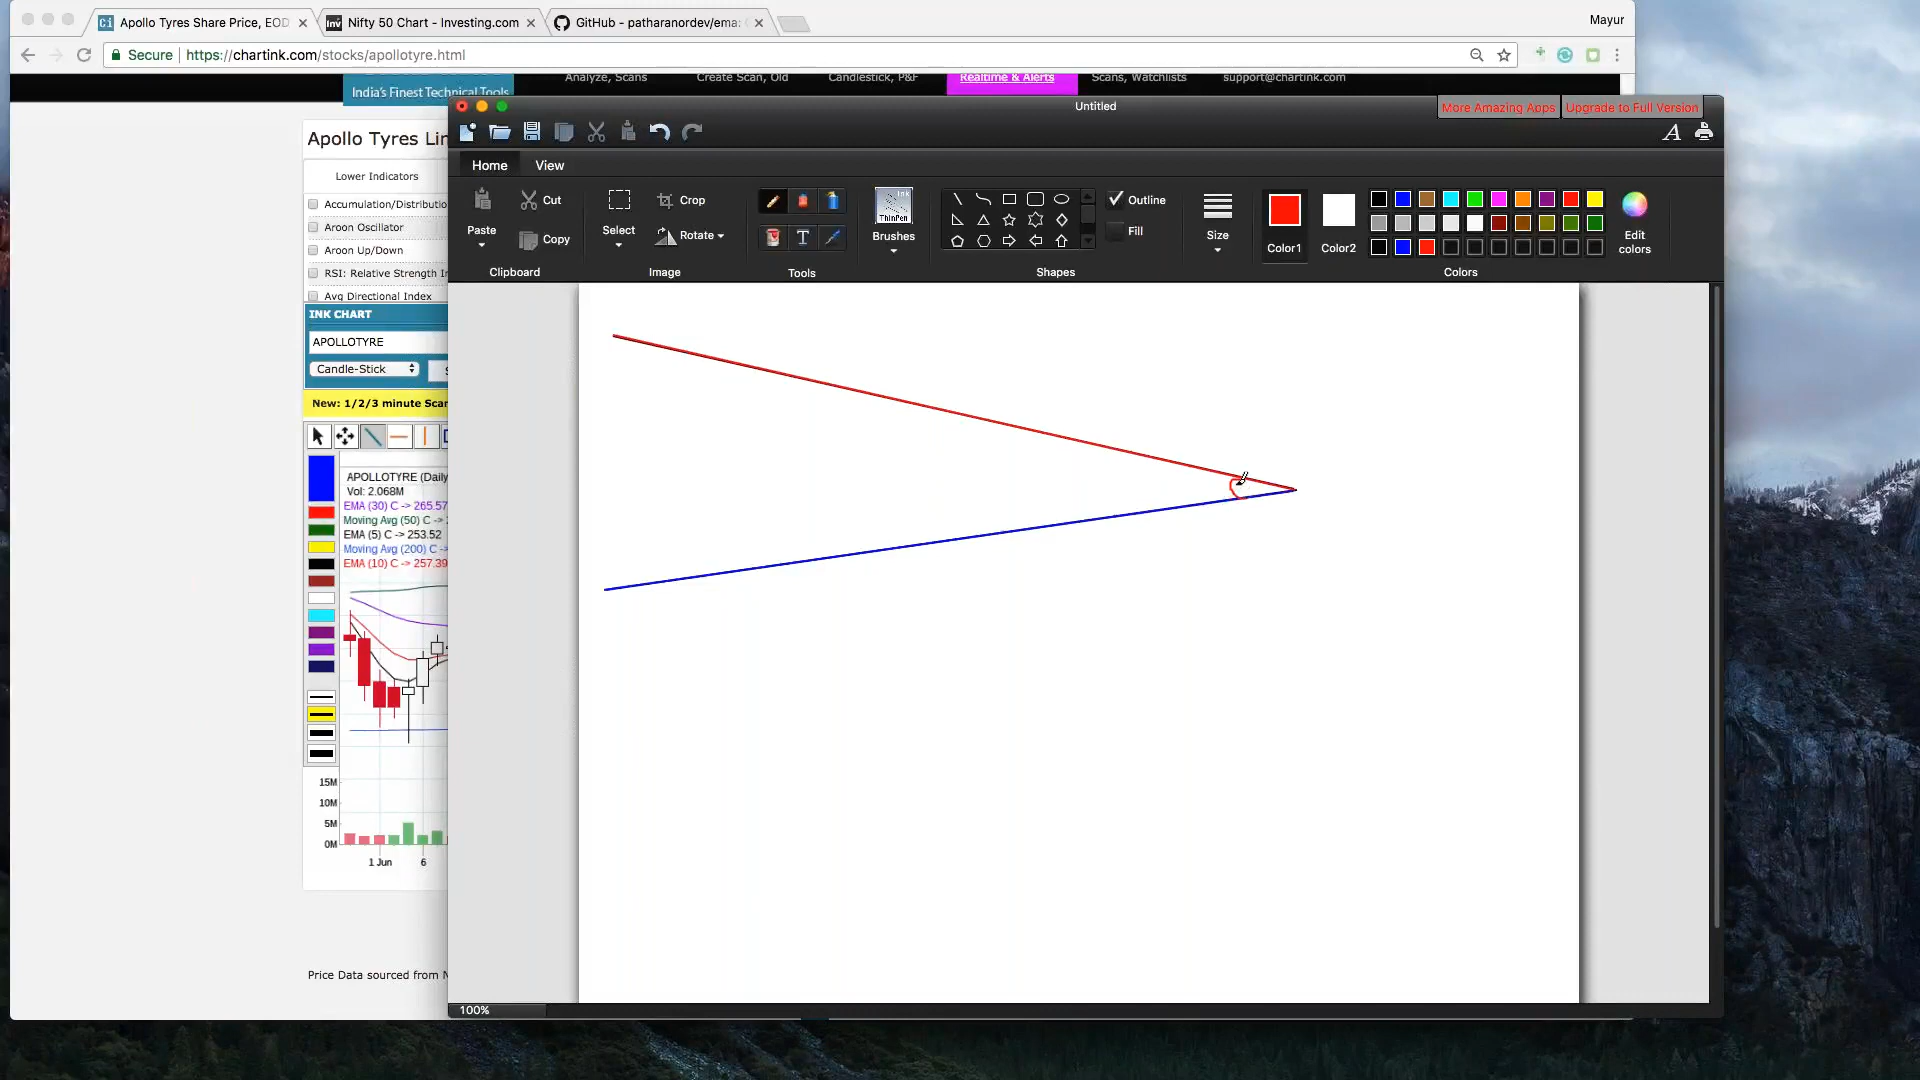 Apollo Tyres Share Price, EOD
Nifty 50 Chart - Investing.com
GitHub - patharanordev/ema:
Mayur
Secure
https://chartink.com/stocks/apollotyre.html
Analyze, Scans
Create Scan, Old
Candlestick, P&F
Realtime & Alerts
Scans, Watchlists
support@chartink.com
India's Finest Technical Tools
Untitled
More Amazing Apps
Upgrade to Full Version
Home
View
Paste
Cut
Copy
Clipboard
Select
Crop
Rotate
Image
Tools
Ink
ThinPen
Brushes
Shapes
Outline
Fill
Size
Color1
Color2
Colors
Edit
colors
Apollo Tyres Lin
Lower Indicators
Accumulation/Distributio
Aroon Oscillator
Aroon Up/Down
RSI: Relative Strength In
Avg Directional Index
INK CHART
APOLLOTYRE
Candle-Stick
New: 1/2/3 minute Scar
APOLLOTYRE (Daily
Vol: 2.068M
EMA (30) C -> 265.57
Moving Avg (50) C ->
EMA (5) C -> 253.52
Moving Avg (200) C ->
EMA (10) C -> 257.39
15M
10M
5M
0M
1 Jun
6
Price Data sourced from N
100%